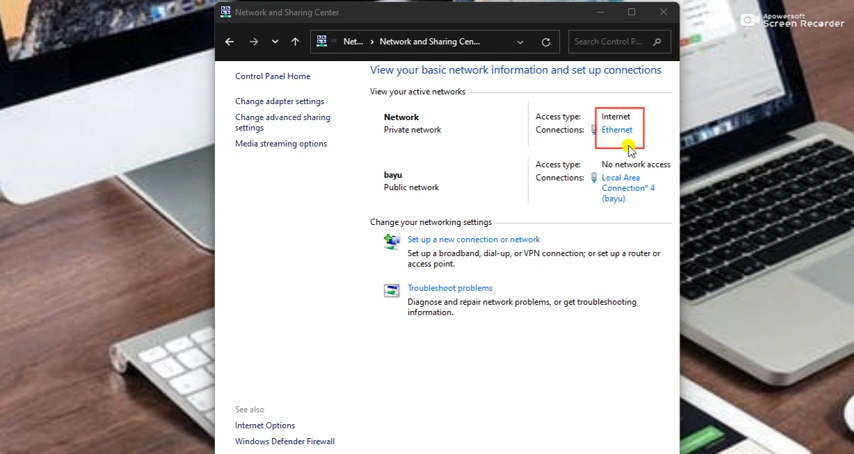 Network and Sharing Center
Apowersoft
Screen Recorder
Net...
Network and Sharing Cen...
Search Control P...
Control Panel Home
Change adapter settings
Change advanced sharing
settings
Media streaming options
View your basic network information and set up connections
View your active networks
Network
Private network
Access type: Internet
Connections: Ethernet
bayu
Public network
Access type: No network access
Connections: Local Area
Connection* 4
(bayu)
Change your networking settings
Set up a new connection or network
Set up a broadband, dial-up, or VPN connection; or set up a router or
access point.
Troubleshoot problems
Diagnose and repair network problems, or get troubleshooting
information.
See also
Internet Options
Windows Defender Firewall